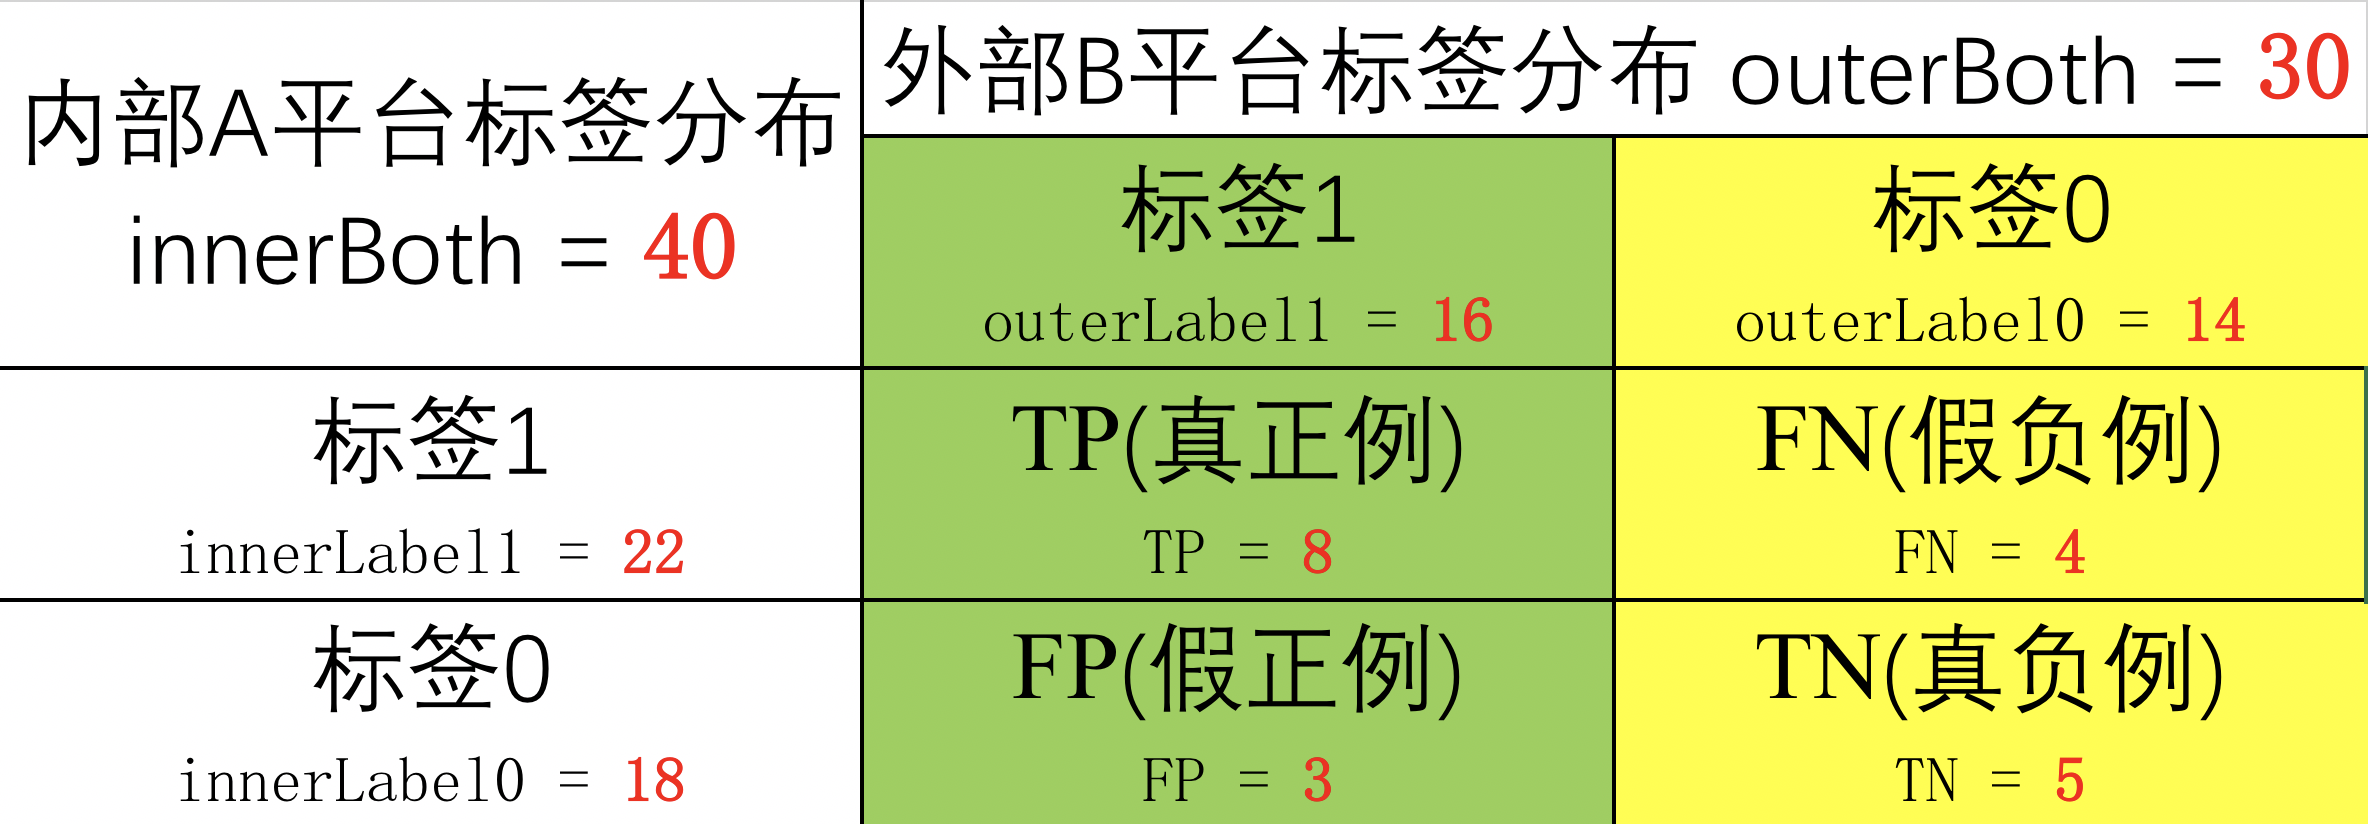 内部A平台标签分布
innerBoth = 40
外部B平台标签分布 outerBoth = 30
标签1
outerLabel1 = 16
标签0
outerLabel0 = 14
标签1
innerLabel1 = 22
TP(真正例)
TP = 8
FN(假负例)
FN = 4
标签0
innerLabel0 = 18
FP(假正例)
FP = 3
TN(真负例)
TN = 5